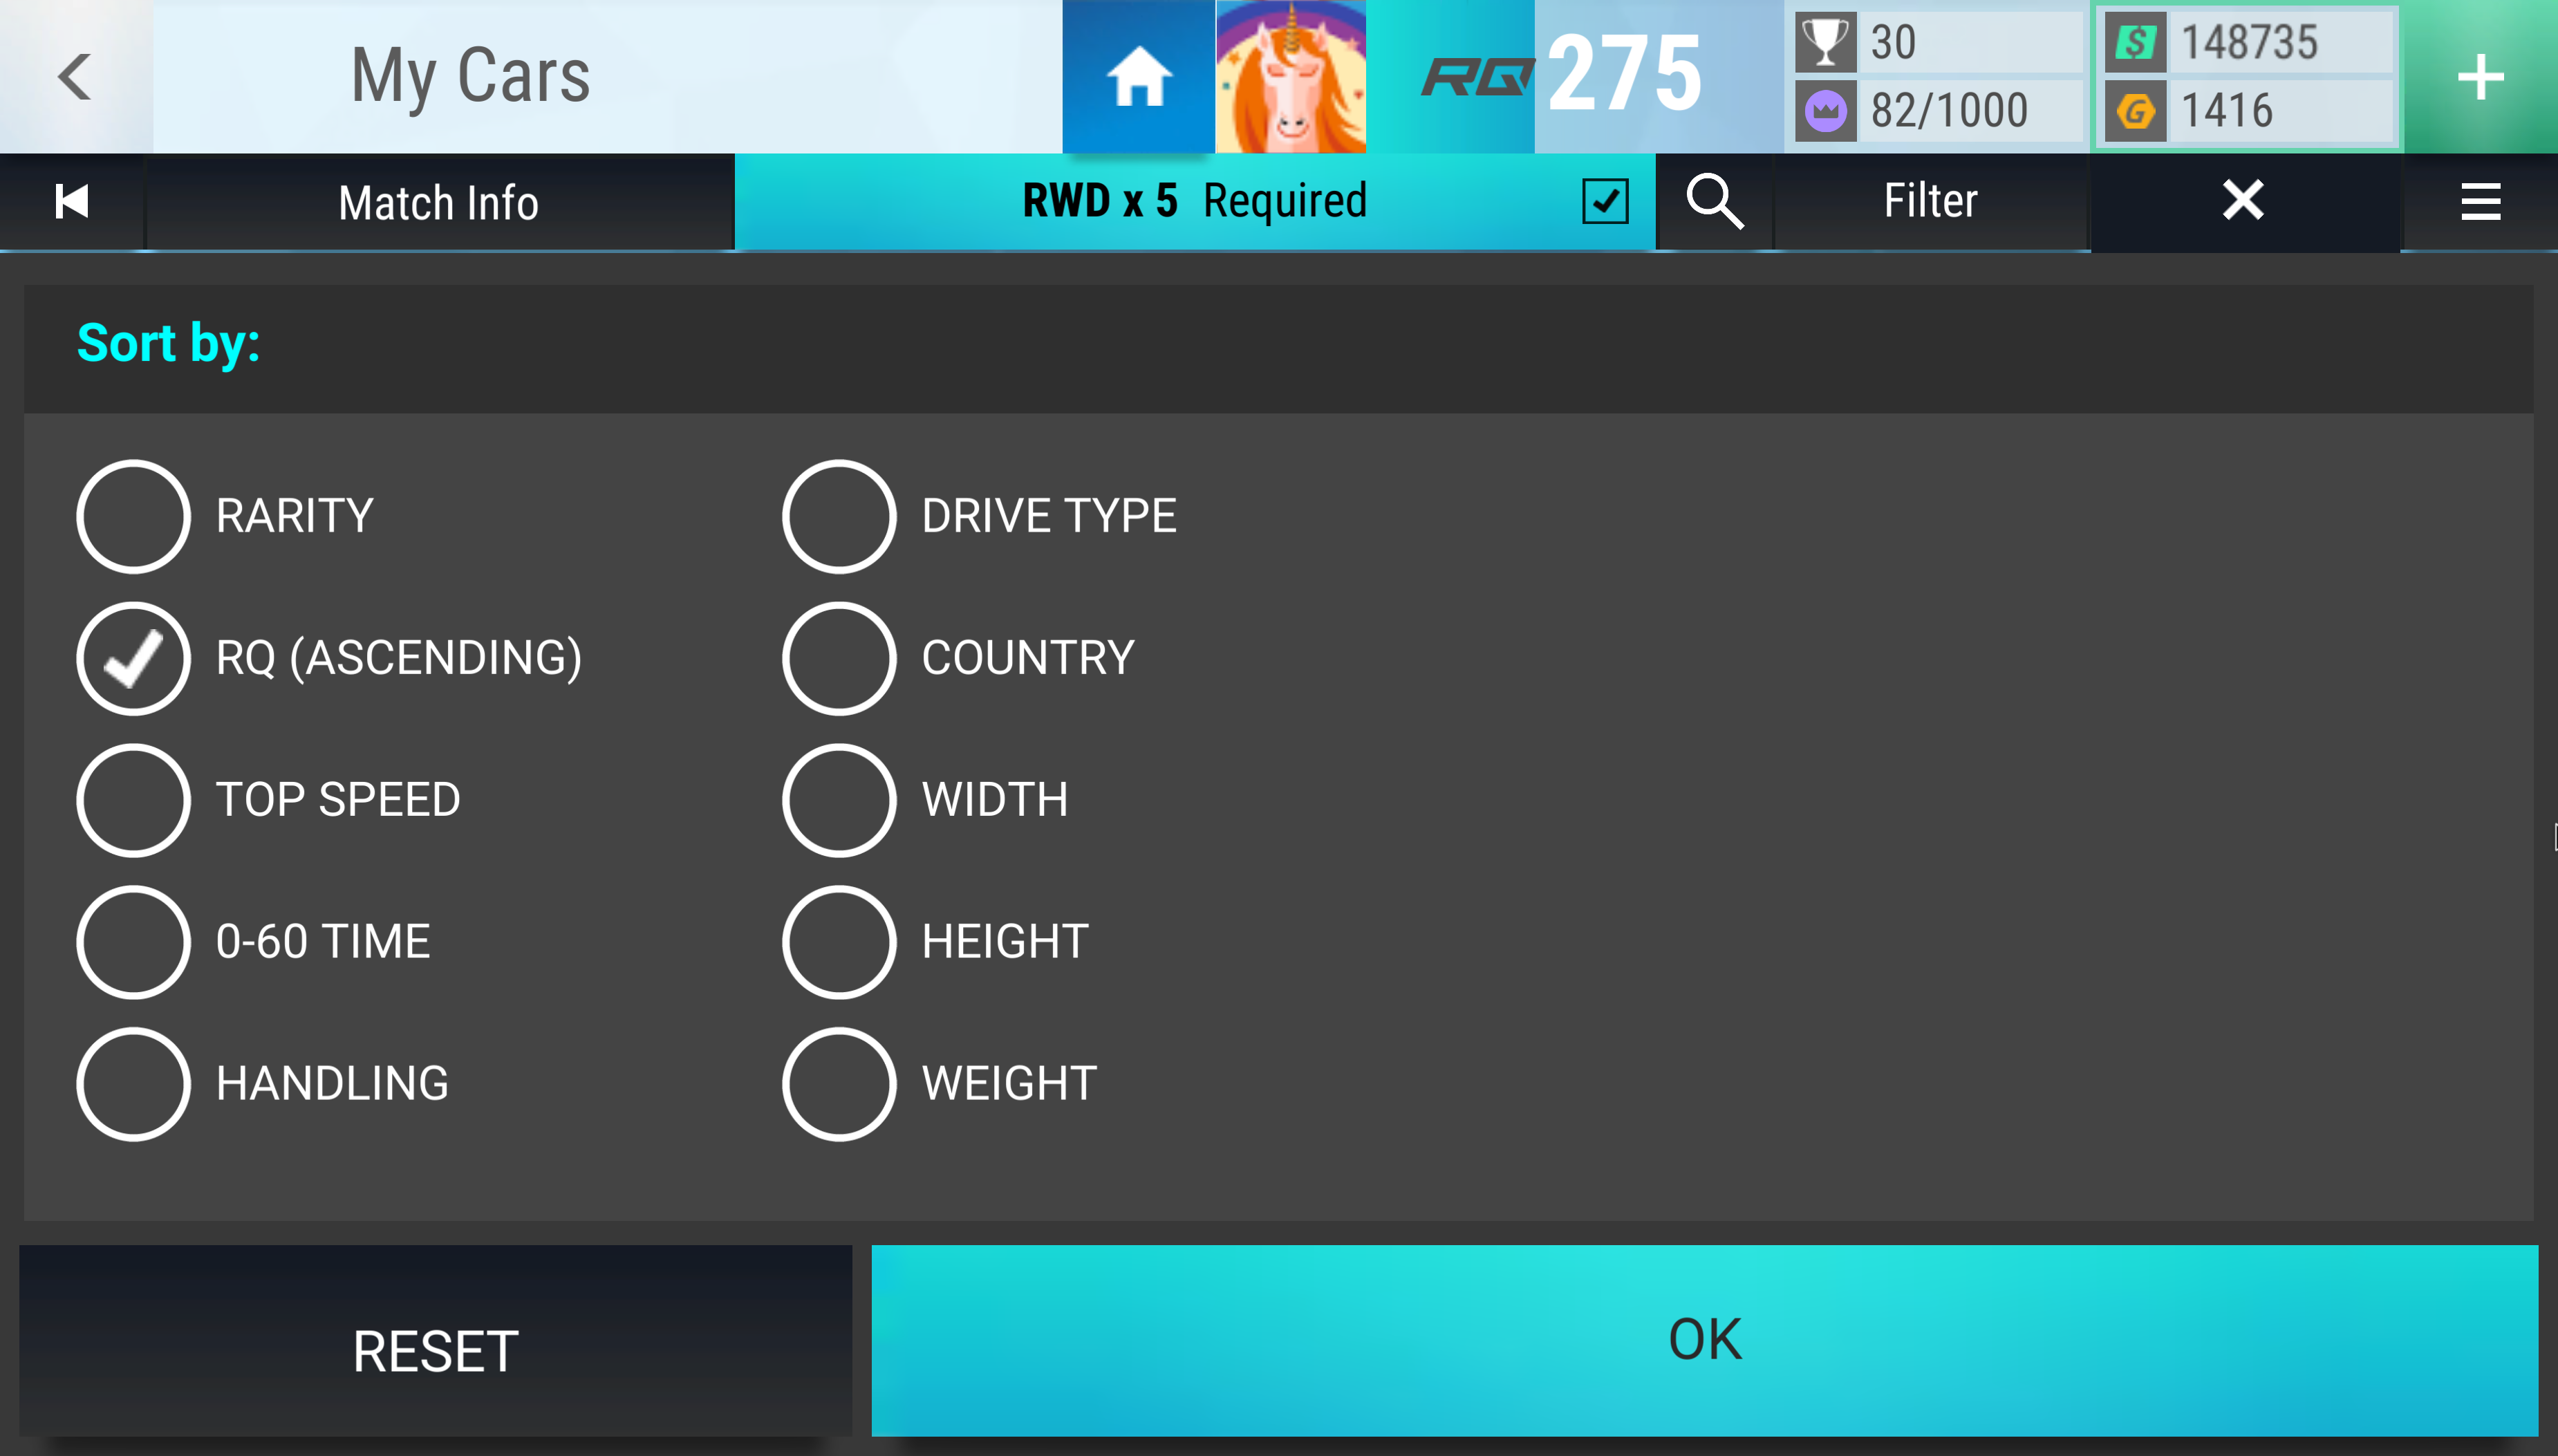 My Cars
RQ 275
30
82/1000
148735
1416
Match Info
RWD x 5 Required
Filter
Sort by:
RARITY
RQ (ASCENDING)
TOP SPEED
0-60 TIME
HANDLING
DRIVE TYPE
COUNTRY
WIDTH
HEIGHT
WEIGHT
RESET
OK